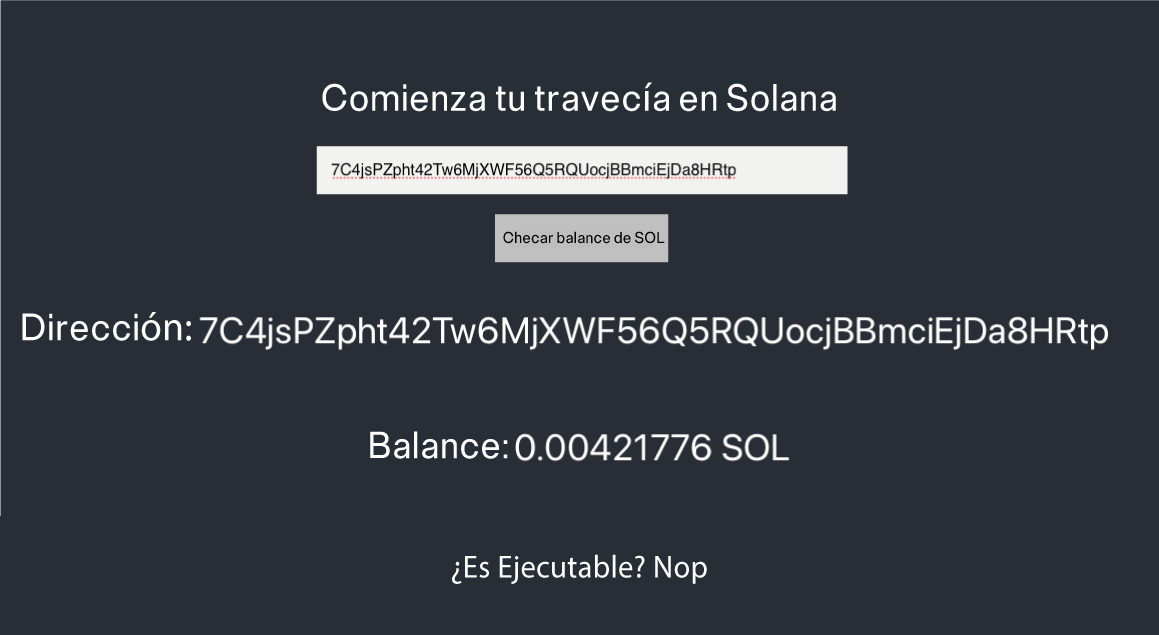 Comienza tu travecía en Solana
7C4jsPZpht42Tw6MjXWF56Q5RQUocjBBmciEjDa8HRtp
Checar balance de SOL
Dirección: 7C4jsPZpht42Tw6MjXWF56Q5RQUocjBBmciEjDa8HRtp
Balance: 0.00421776 SOL
¿Es Ejecutable? Nop